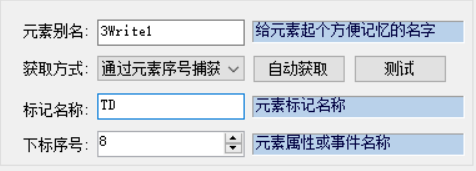 元素别名: 3Write1 给元素起个方便记忆的名字
获取方式: 通过元素序号捕获 自动获取 测试
标记名称: TD 元素标记名称
下标序号: 8 元素属性或事件名称